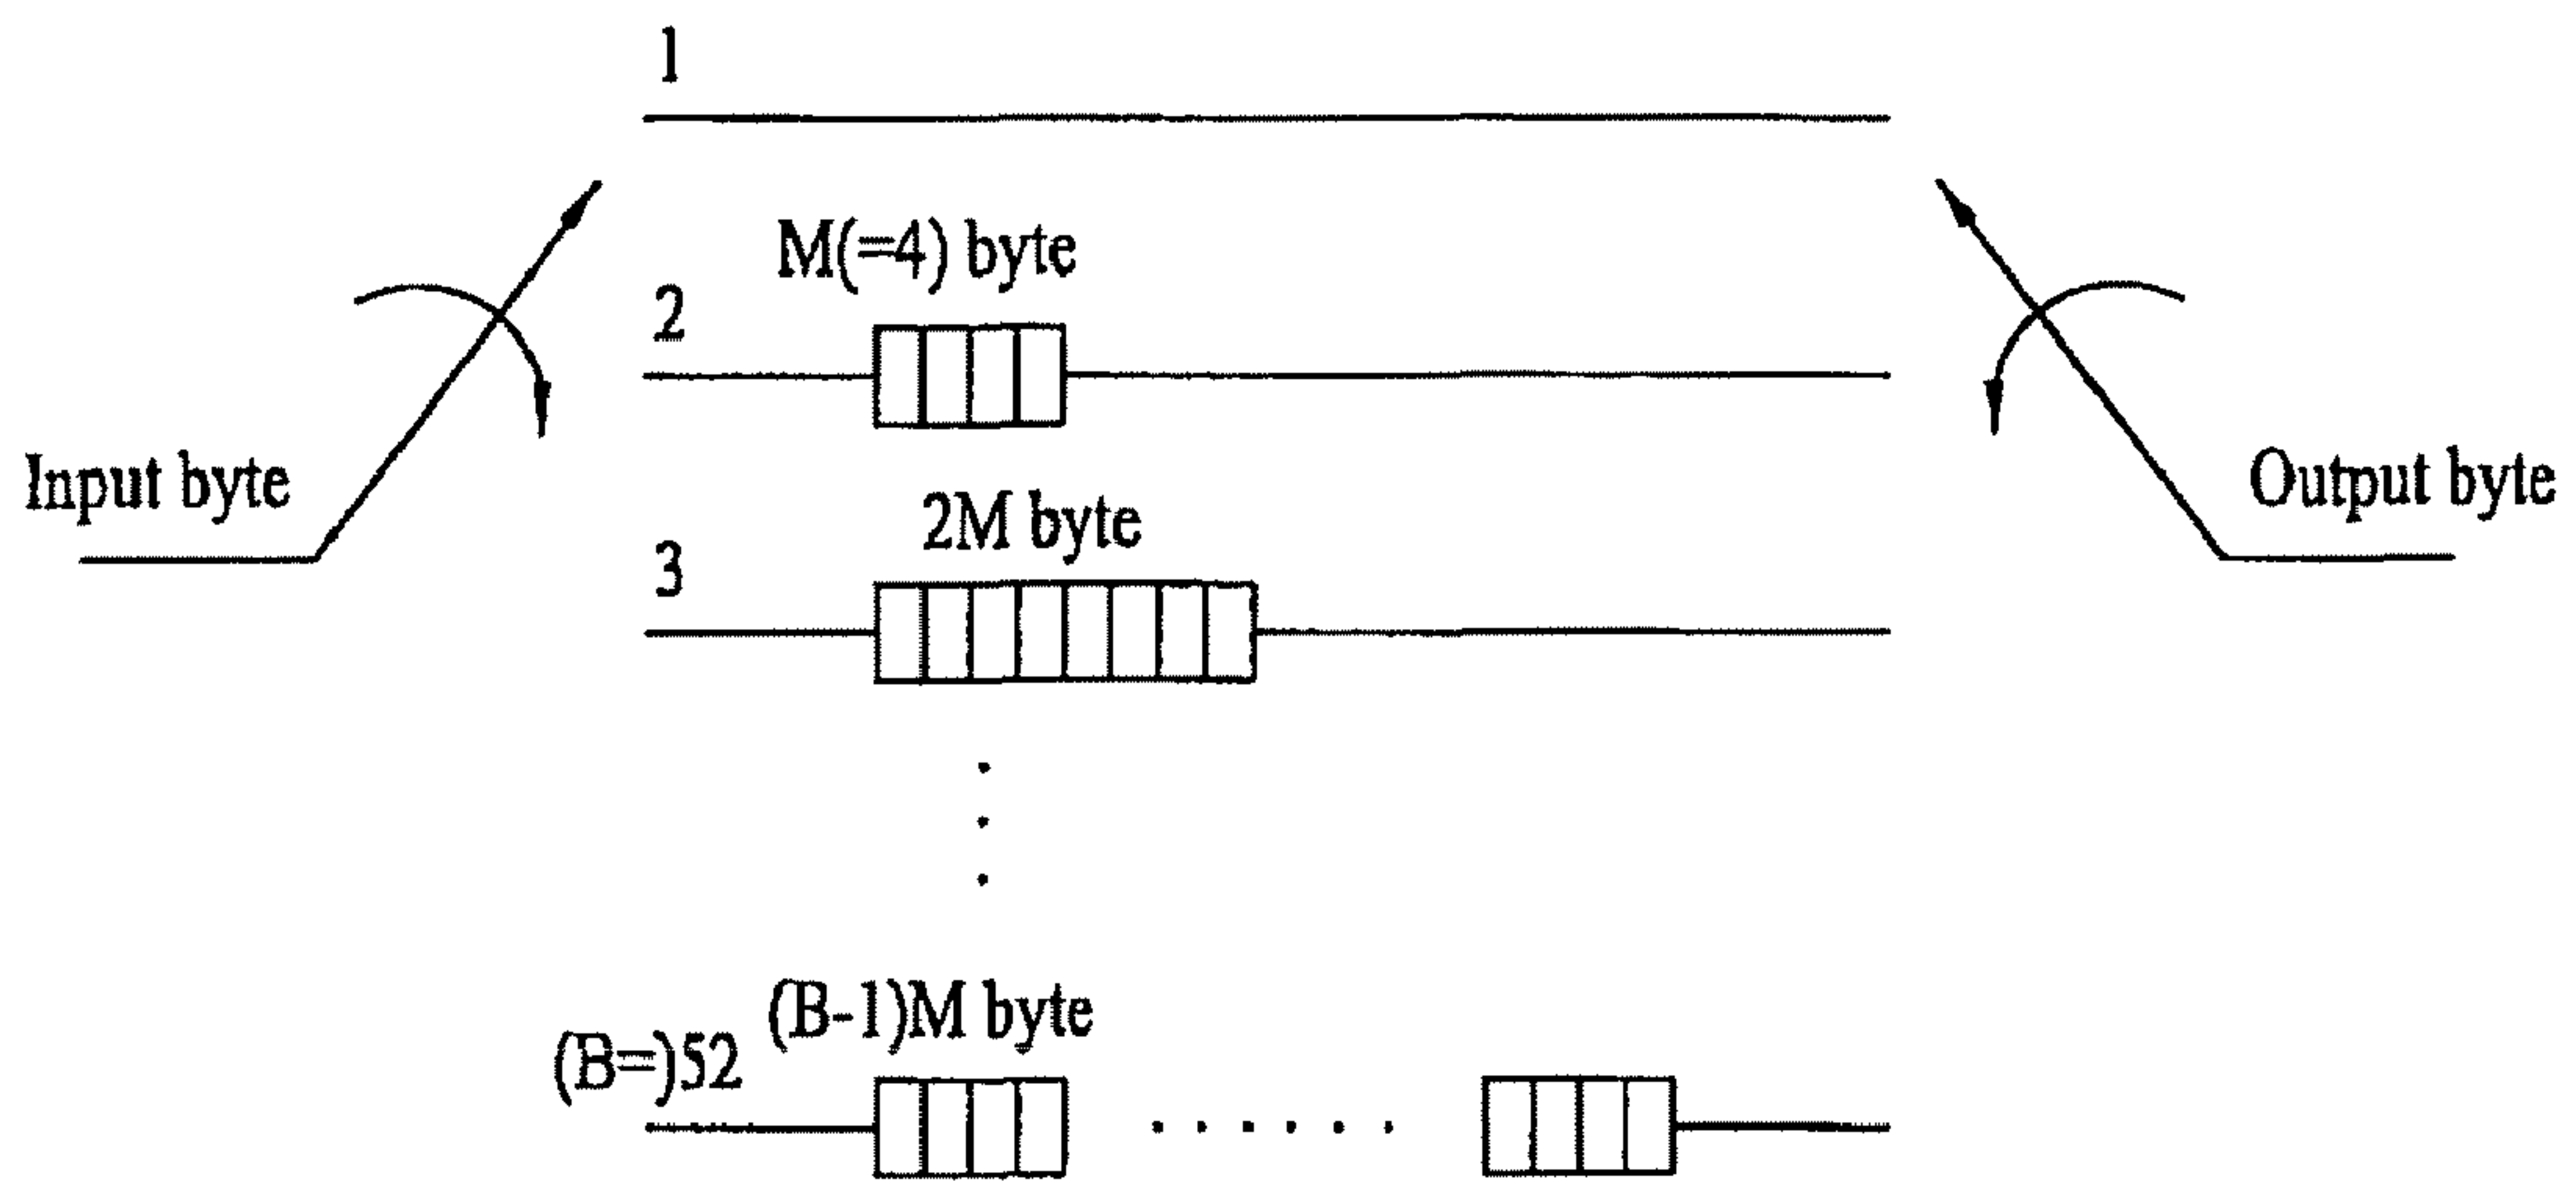 1
M(=4) byte
2
Input byte
Output byte
2M byte
3
(B-1)M byte
(B=)52